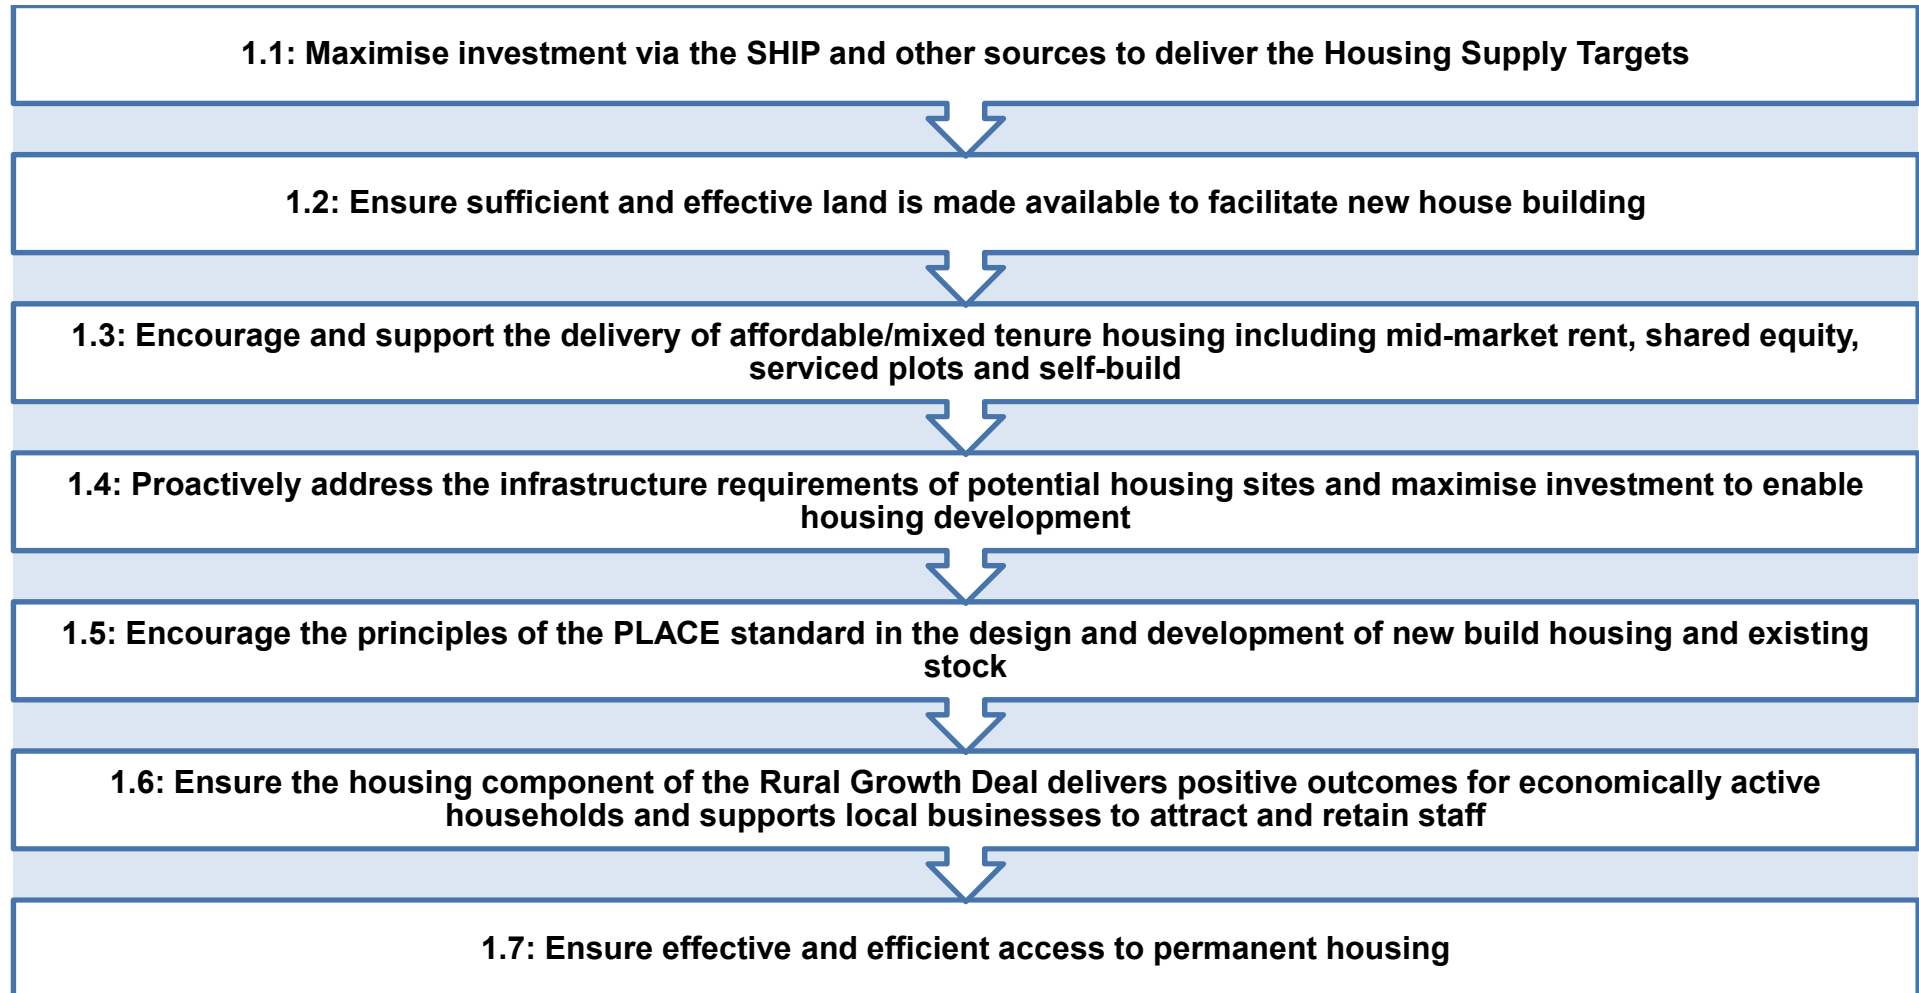 1.1: Maximise investment via the SHIP and other sources to deliver the Housing Supply Targets
1.2: Ensure sufficient and effective land is made available to facilitate new house building
1.3: Encourage and support the delivery of affordable/mixed tenure housing including mid-market rent, shared equity,
serviced plots and self-build
1.4: Proactively address the infrastructure requirements of potential housing sites and maximise investment to enable
housing development
1.5: Encourage the principles of the PLACE standard in the design and development of new build housing and existing
stock
1.6: Ensure the housing component of the Rural Growth Deal delivers positive outcomes for economically active
households and supports local businesses to attract and retain staff
1.7: Ensure effective and efficient access to permanent housing